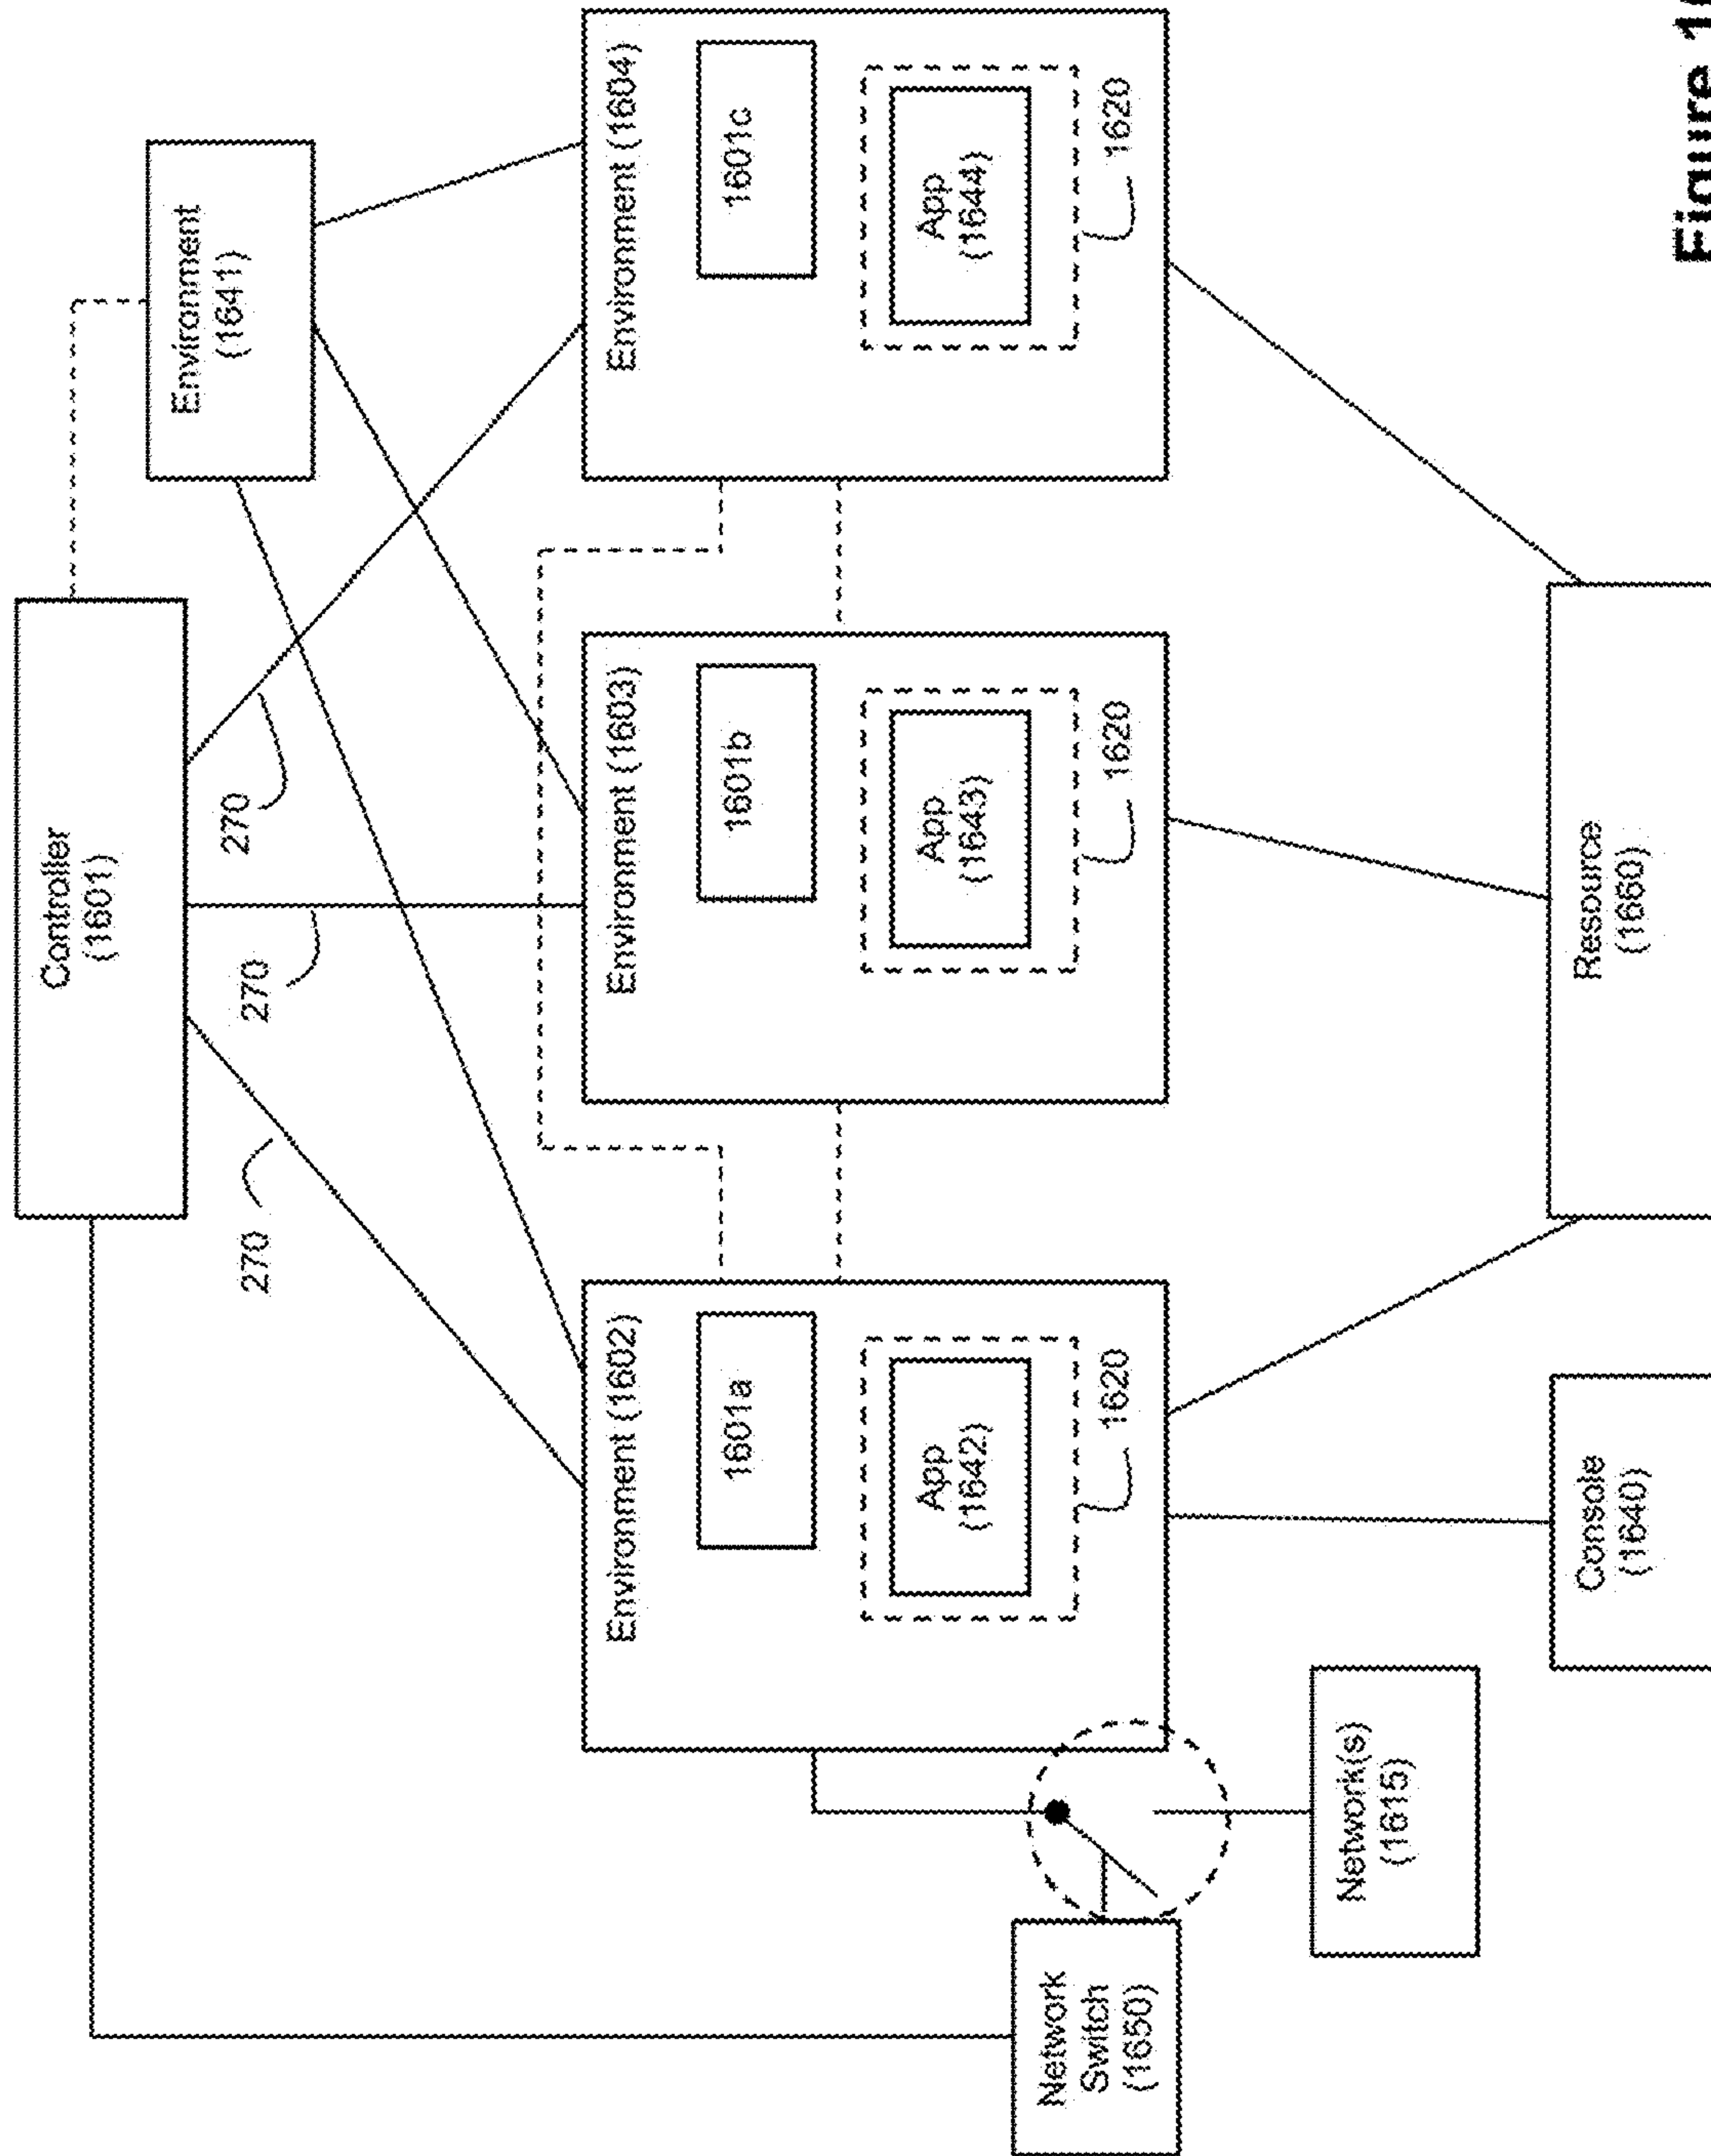 Controller
(1601)
Environment
(1641)
270
270
270
Environment (1602)
Environment (1603)
Environment (1604)
1601a
1601b
1601c
App
(1642)
App
(1643)
App
(1644)
1620
1620
1620
Network
Switch
(1650)
Network(s)
(1615)
Console
(1640)
Resource
(1660)
Figure